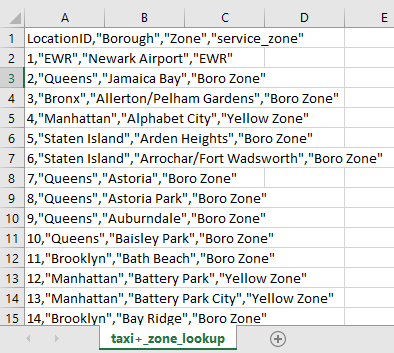 A B C D E
1 LocationID,"Borough","Zone","service_zone"
2 1,"EWR","Newark Airport","EWR"
3 2,"Queens","Jamaica Bay","Boro Zone"
4 3,"Bronx","Allerton/Pelham Gardens","Boro Zone"
5 4,"Manhattan","Alphabet City","Yellow Zone"
6 5,"Staten Island","Arden Heights","Boro Zone"
7 6,"Staten Island","Arrochar/Fort Wadsworth","Boro Zone"
8 7,"Queens","Astoria","Boro Zone"
9 8,"Queens","Astoria Park","Boro Zone"
10 9,"Queens","Auburndale","Boro Zone"
11 10,"Queens","Baisley Park","Boro Zone"
12 11,"Brooklyn","Bath Beach","Boro Zone"
13 12,"Manhattan","Battery Park","Yellow Zone"
14 13,"Manhattan","Battery Park City","Yellow Zone"
15 14,"Brooklyn","Bay Ridge","Boro Zone"
taxi+_zone_lookup